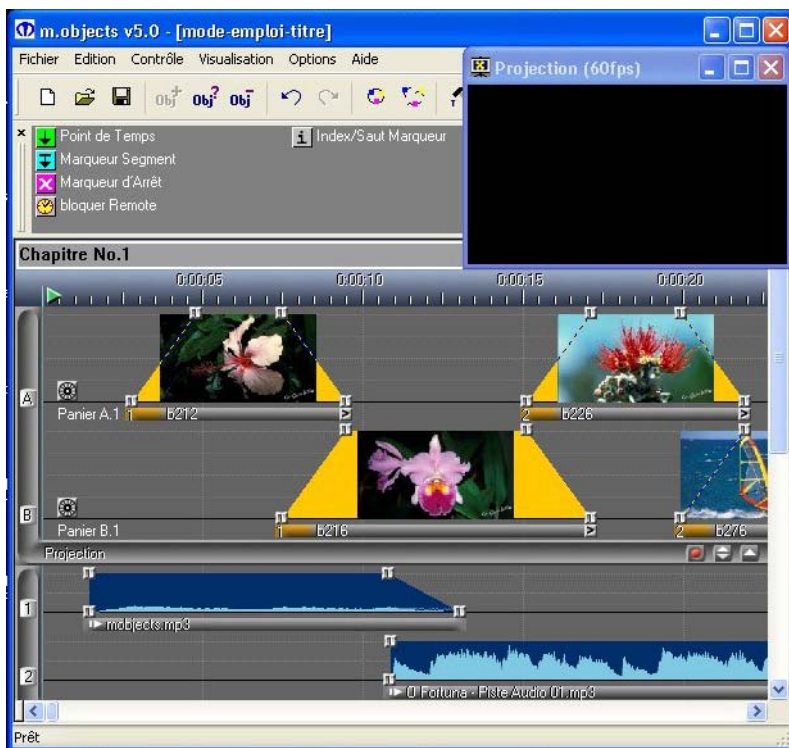 m.objects v5.0 - [mode-emploi-titre]
Fichier Edition Contrôle Visualisation Options Aide
Projection (60fps)
Obj+ Obj? Obj-
Point de Temps
Index/Saut Marqueur
Marqueur Segment
Marqueur d'Arrêt
bloquer Remote
Chapitre No.1
0:00:05 0:00:10 0:00:15 0:00:20
A
Panier A.1 1 b212 2 b226
B
Panier B.1 1 b216 2 b276
Projection
1
mobjects.mp3
2
O Fortuna - Piste Audio 01.mp3
Prêt